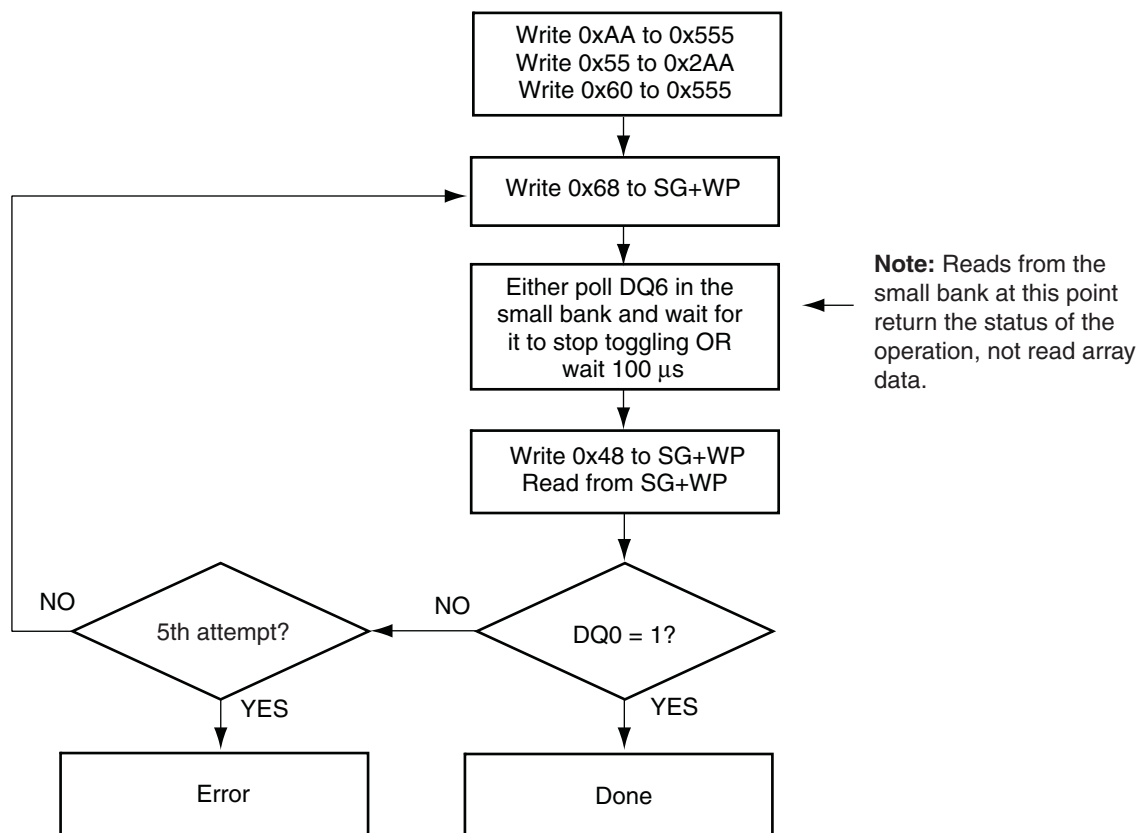 Write 0xAA to 0x555
Write 0x55 to 0x2AA
Write 0x60 to 0x555
Write 0x68 to SG+WP
Either poll DQ6 in the
small bank and wait for
it to stop toggling OR
wait 100 μs
Note: Reads from the
small bank at this point
return the status of the
operation, not read array
data.
Write 0x48 to SG+WP
Read from SG+WP
NO
5th attempt?
NO
DQ0 = 1?
YES
YES
Error
Done